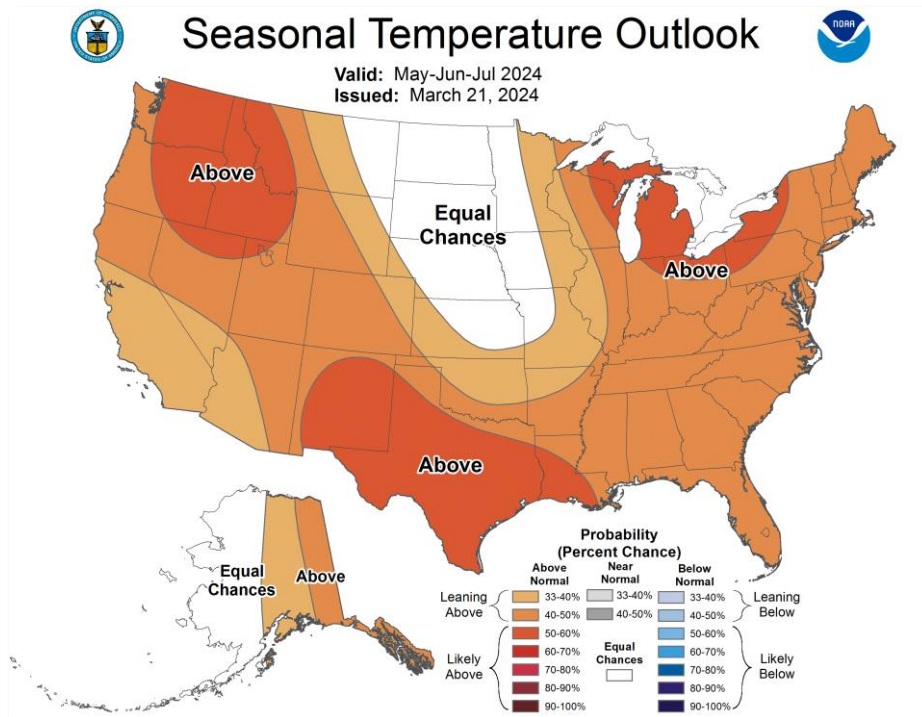 NOAA
Seasonal Temperature Outlook
Valid: May-Jun-Jul 2024
Issued: March 21, 2024
Above
Equal
Chances
Above
Above
Equal
Chances
Above
Probability
(Percent Chance)
Above
Normal
Near
Normal
Below
Normal
Leaning
Above
33-40%
40-50%
33-40%
40-50%
33-40%
40-50%
Leaning
Below
Likely
Above
50-60%
60-70%
70-80%
80-90%
90-100%
Equal
Chances
50-60%
60-70%
70-80%
80-90%
90-100%
Likely
Below